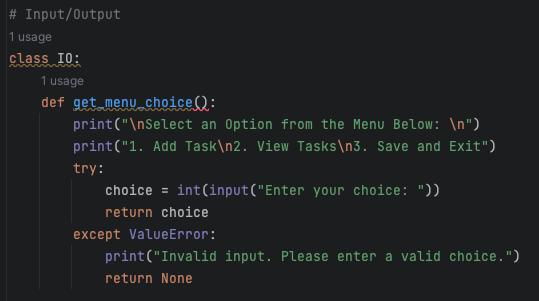 # Input/Output
1 usage
class IO:
1 usage
def get_menu_choice():
print("\nSelect an Option from the Menu Below: \n")
print("1. Add Task\n2. View Tasks\n3. Save and Exit")
try:
choice = int(input("Enter your choice: "))
return choice
except ValueError:
print("Invalid input. Please enter a valid choice.")
return None